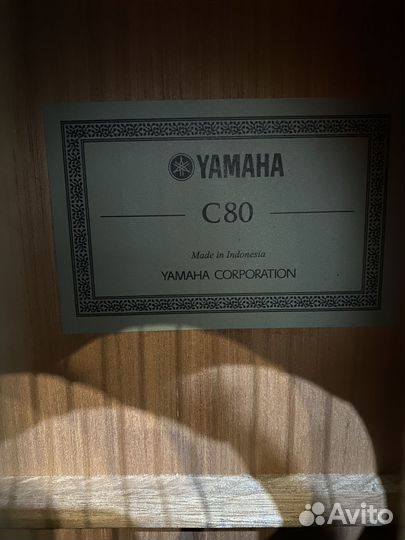 YAMAHA
C80
Made in Indonesia
YAMAHA CORPORATION
Avito